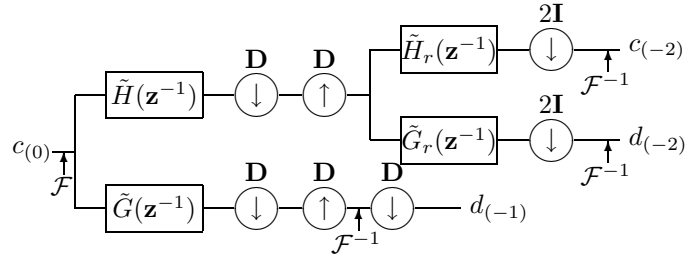 2𝐈
H̃_r(𝐳^{-1}) ↓ c_{(-2)}
𝓕^{-1}
𝐃 𝐃
H̃(𝐳^{-1}) ↓ ↑
2𝐈
G̃_r(𝐳^{-1}) ↓ d_{(-2)}
𝓕^{-1}
c_{(0)}
𝓕
𝐃 𝐃 𝐃
G̃(𝐳^{-1}) ↓ ↑ ↓ d_{(-1)}
𝓕^{-1}